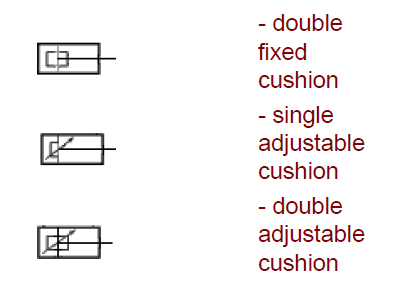 - double
fixed
cushion
- single
adjustable
cushion
- double
adjustable
cushion